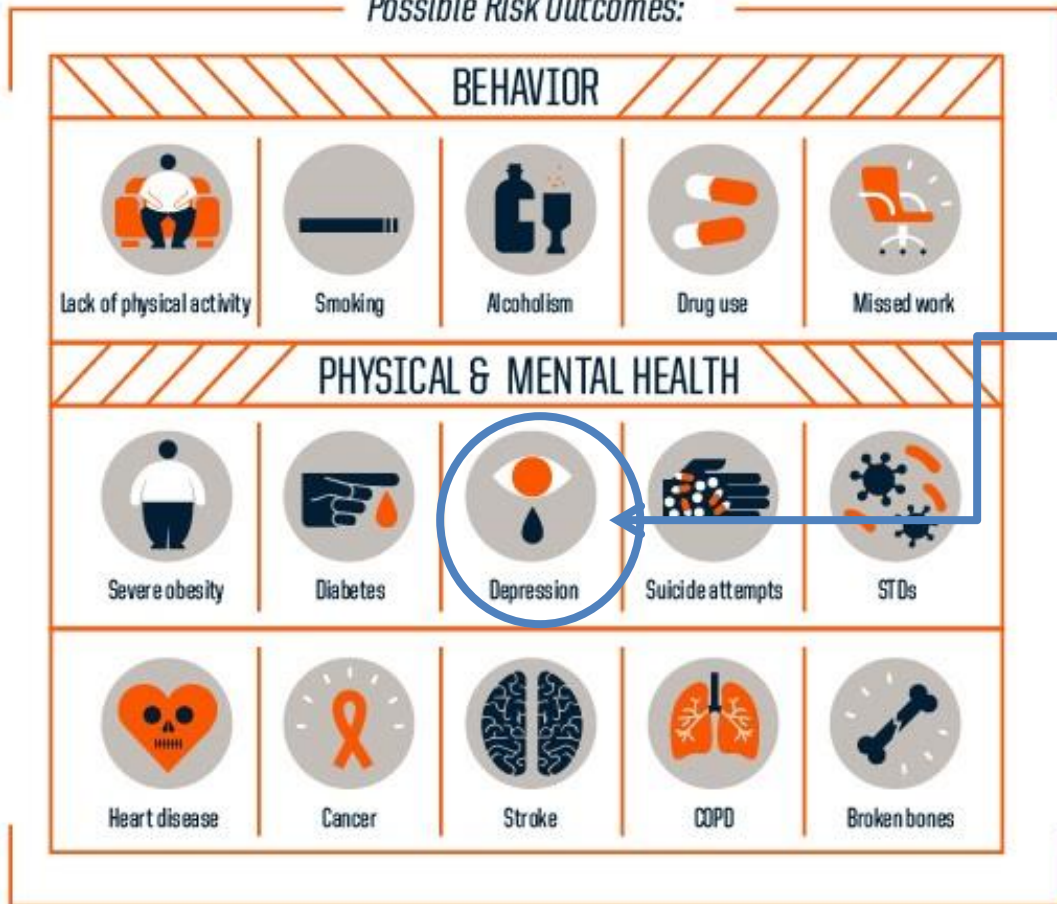 Possible Risk Outcomes:
BEHAVIOR
Lack of physical activity
Smoking
Alcoholism
Drug use
Missed work
PHYSICAL & MENTAL HEALTH
Severe obesity
Diabetes
Depression
Suicide attempts
STDs
Heart disease
Cancer
Stroke
COPD
Broken bones